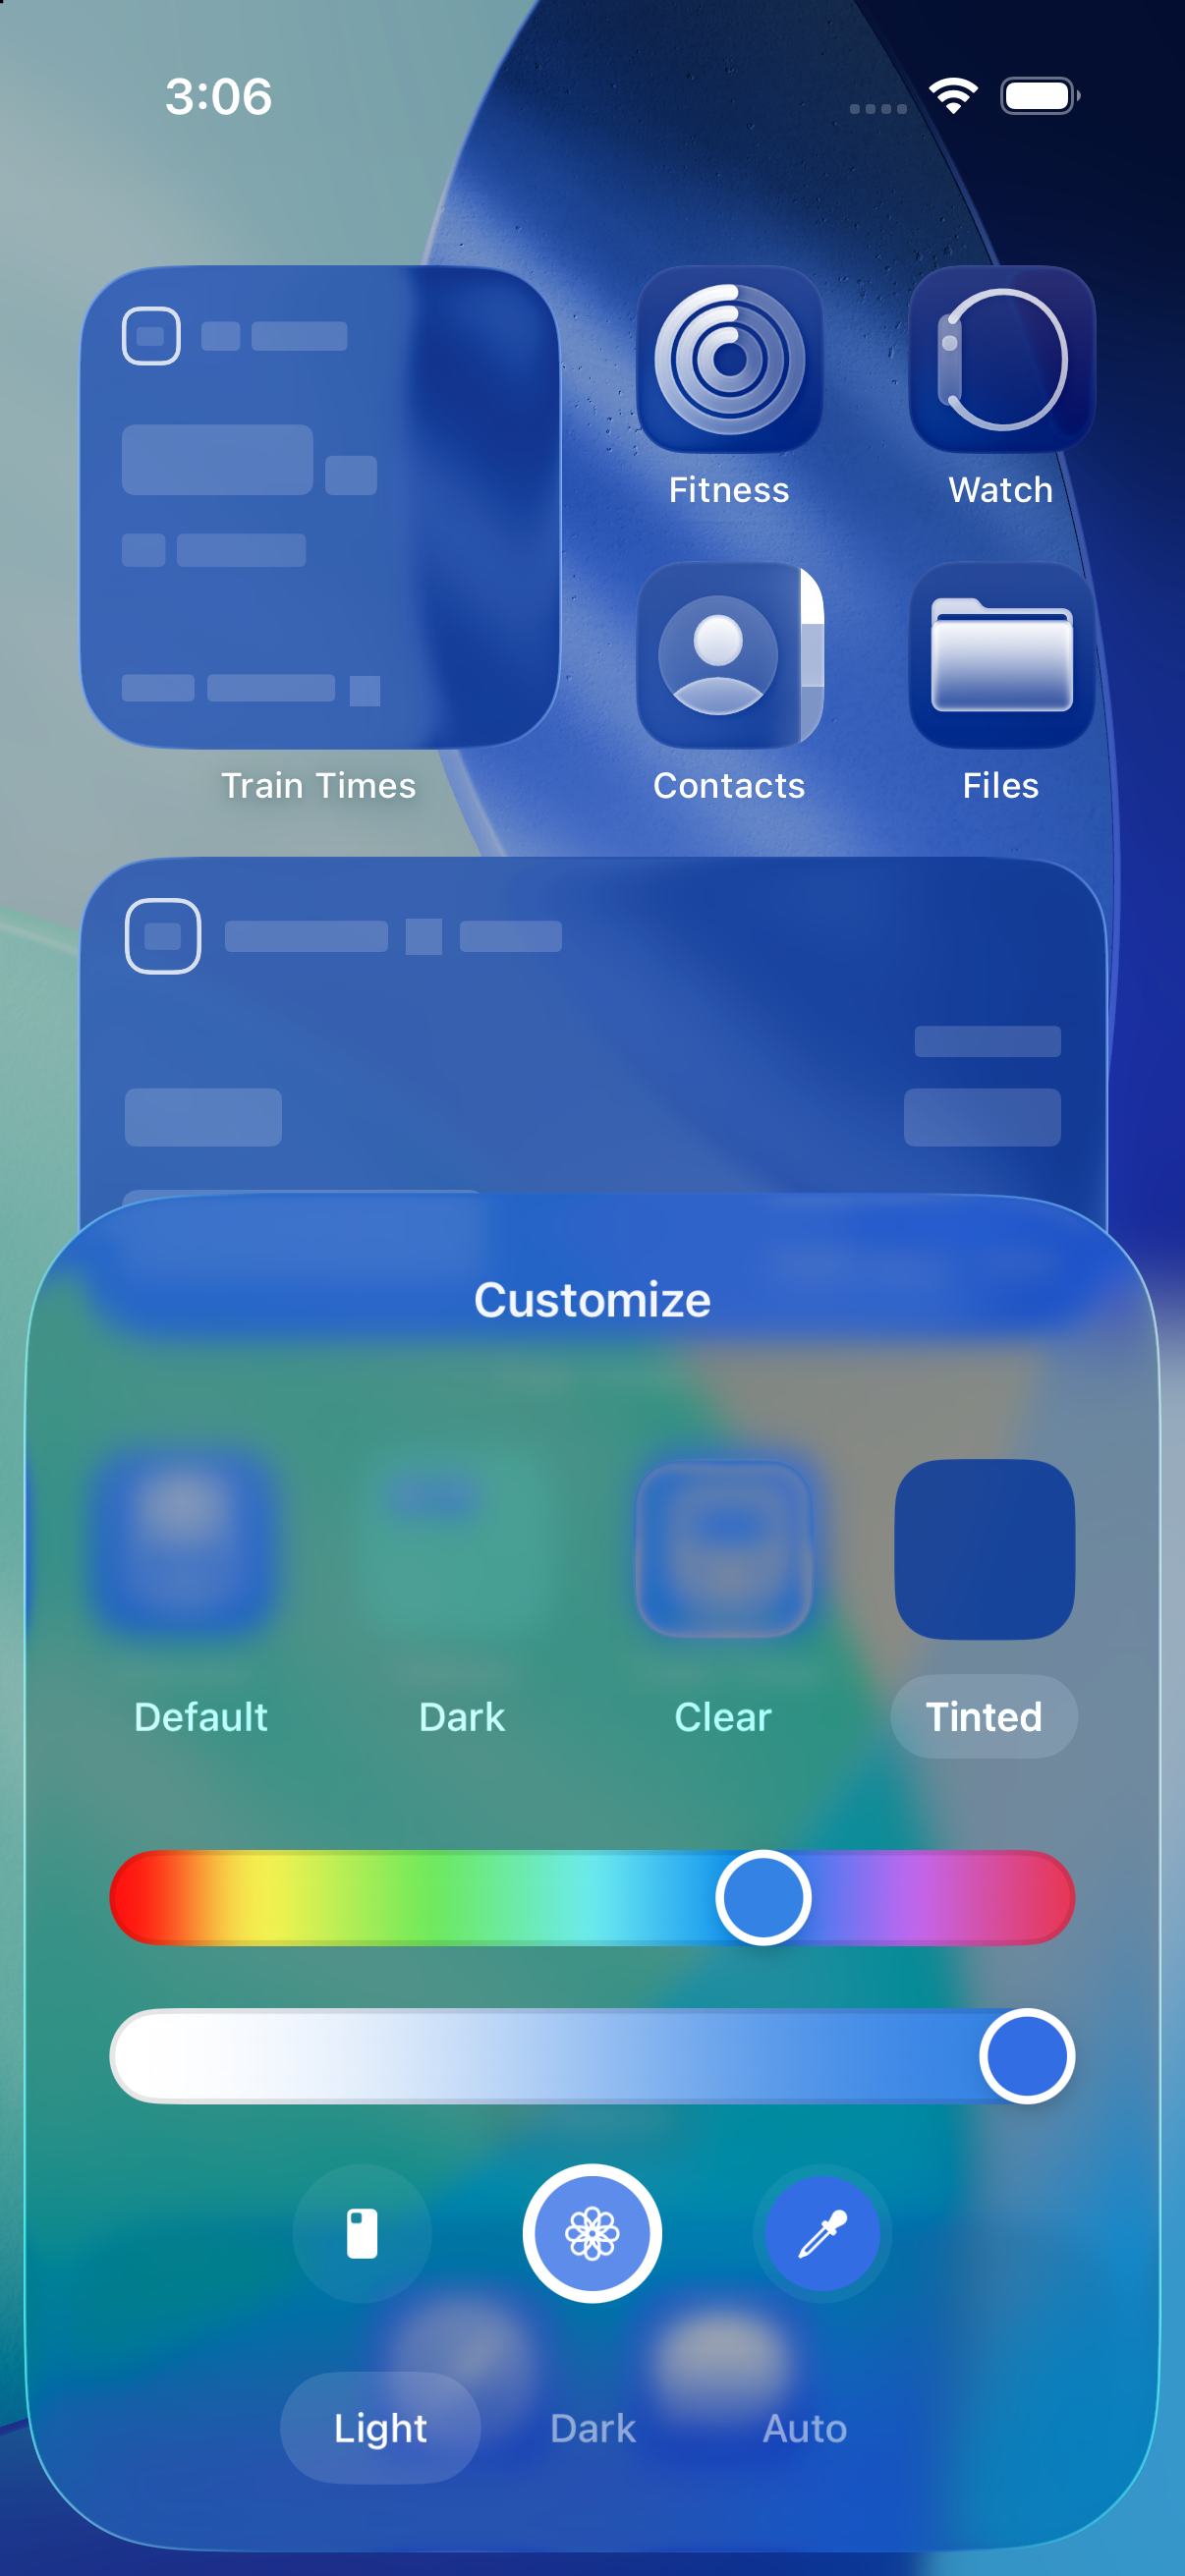 3:06
Fitness
Watch
Contacts
Files
Train Times
Customize
Default
Dark
Clear
Tinted
Light
Dark
Auto